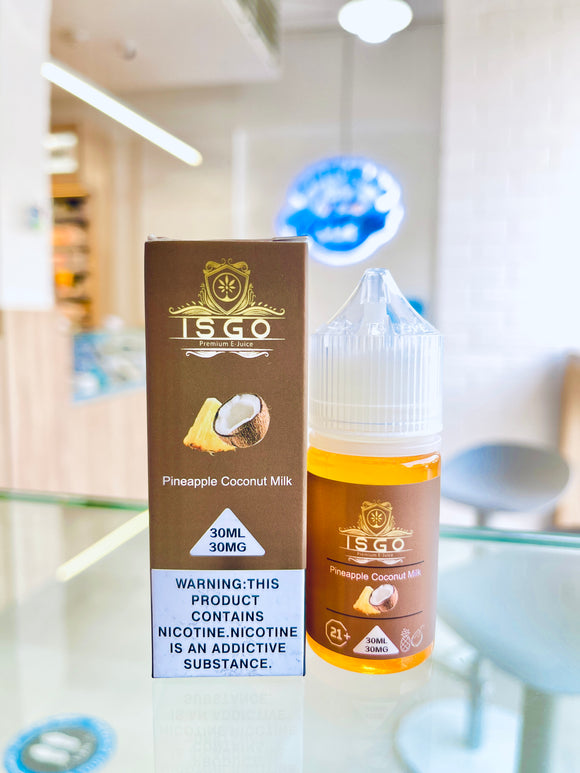 ISGO
Premium E-Juice
Pineapple Coconut Milk
30ML
30MG
WARNING:THIS
PRODUCT
CONTAINS
NICOTINE.NICOTINE
IS AN ADDICTIVE
SUBSTANCE.
ISGO
Premium E-Juice
Pineapple Coconut Milk
21+
30ML
30MG